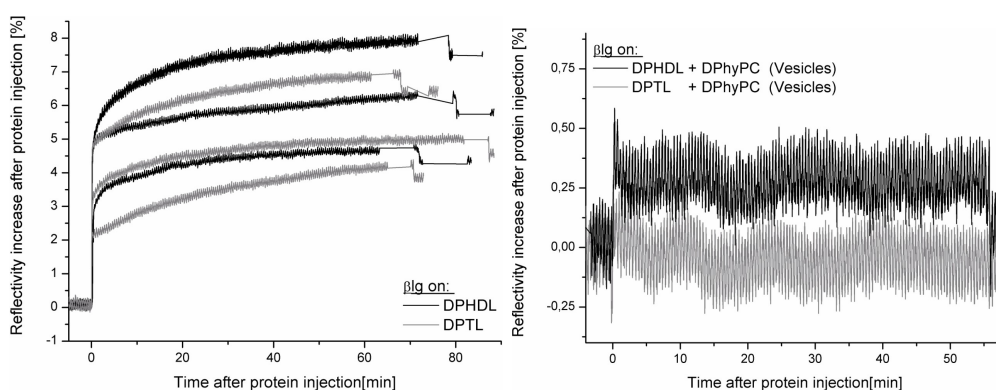 Reflectivity increase after protein injection [%]
8
7
6
5
4
3
2
1
0
-1
0
20
40
60
80
Time after protein injection[min]
βlg on:
DPHDL
DPTL
Reflectivity increase after protein injection [%]
0,75
0,50
0,25
0,00
-0,25
0
10
20
30
40
50
Time after protein injection[min]
βlg on:
DPHDL + DPhyPC (Vesicles)
DPTL + DPhyPC (Vesicles)